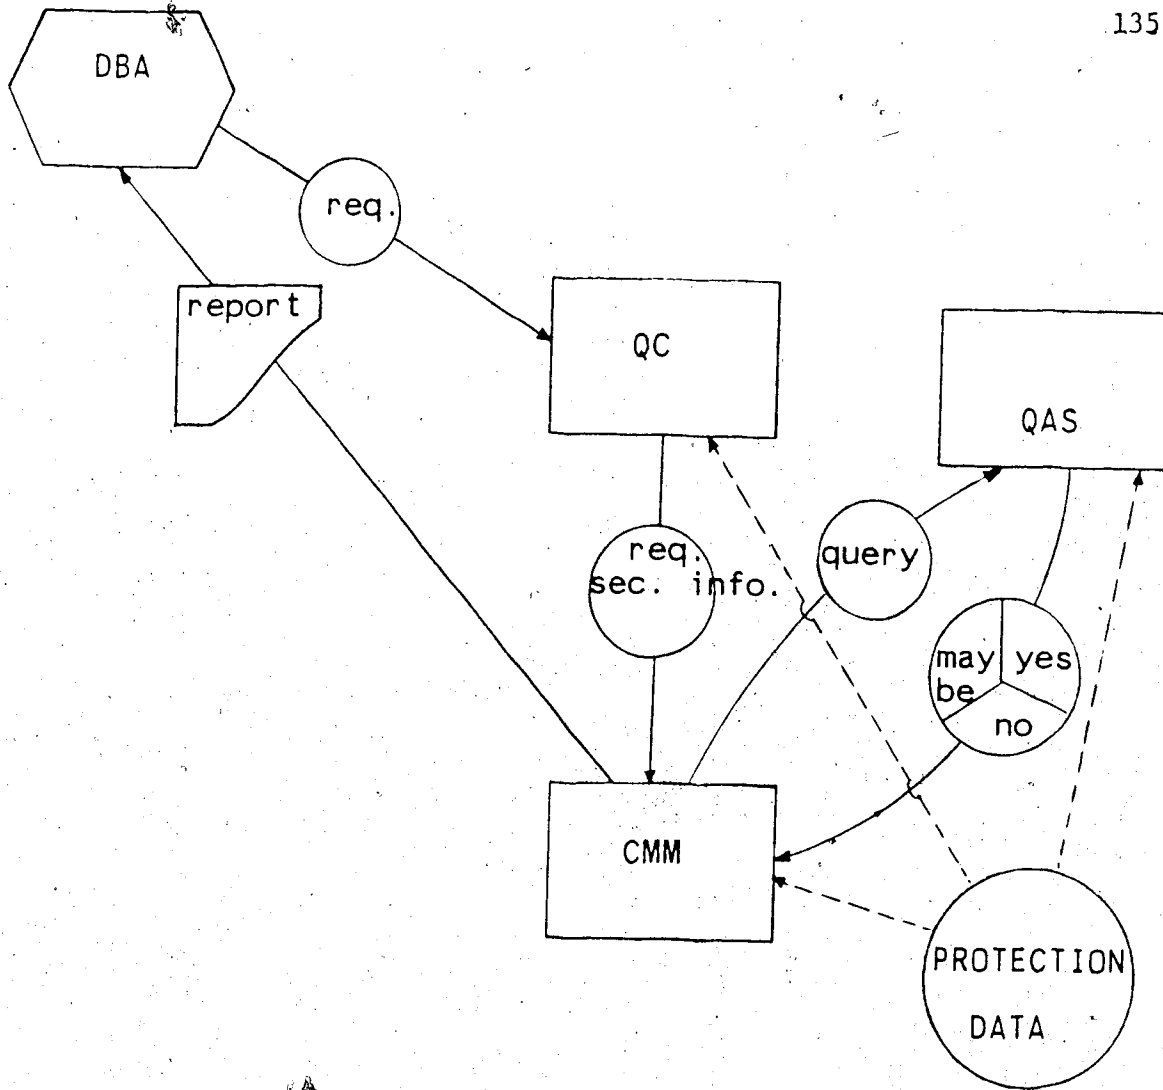 135
DBA
req.
report
QC
QAS
req.
sec. info.
query
may yes
be
no
CMM
PROTECTION
DATA